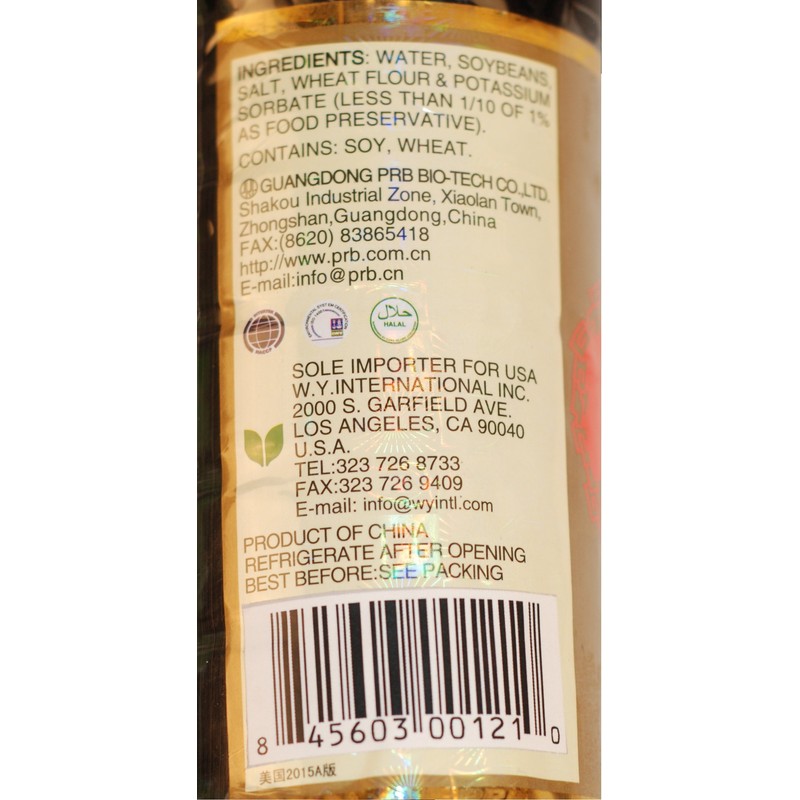 INGREDIENTS: WATER, SOYBEANS,
SALT, WHEAT FLOUR & POTASSIUM
SORBATE (LESS THAN 1/10 OF 1%
AS FOOD PRESERVATIVE).
CONTAINS: SOY, WHEAT.
GUANGDONG PRB BIO-TECH CO.,LTD.
Shakou Industrial Zone, Xiaolan Town,
Zhongshan,Guangdong,China
FAX:(8620) 83865418
http://www.prb.com.cn
E-mail:info@prb.cn
حلال
HALAL
SOLE IMPORTER FOR USA
W.Y.INTERNATIONAL INC.
2000 S. GARFIELD AVE.
LOS ANGELES, CA 90040
U.S.A.
TEL:323 726 8733
FAX:323 726 9409
E-mail: info@wyintl.com
PRODUCT OF CHINA
REFRIGERATE AFTER OPENING
BEST BEFORE:SEE PACKING
8 45603 00121 0
美国2015A版